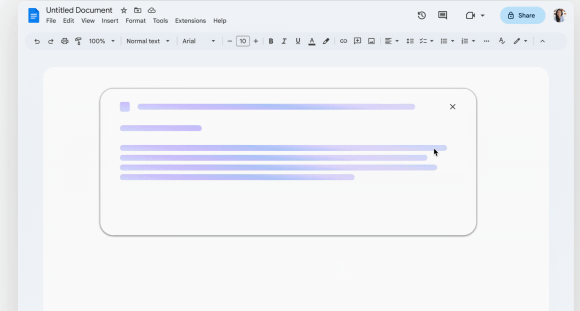 Untitled Document
File Edit View Insert Format Tools Extensions Help
Share
100% Normal text Arial 10 B I U A